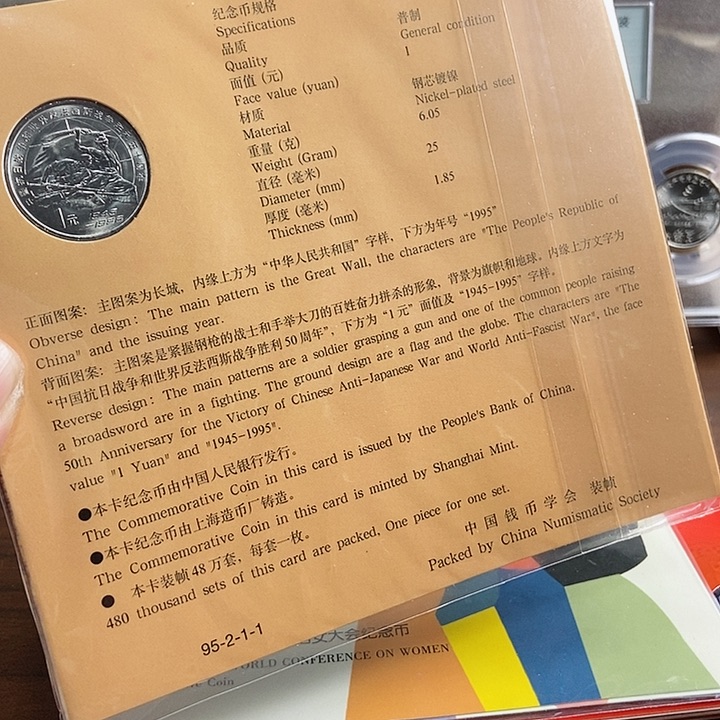 纪念币规格
Specifications
品质
普制
Quality
General condition
面值 (元)
1
Face value (yuan)
材质
钢芯镀镍
Material
Nickel-plated steel
重量 (克)
6.05
Weight (Gram)
直径 (毫米)
25
Diameter (mm)
厚度 (毫米)
1.85
Thickness (mm)
1元
1945
1995
正面图案: 主图案为长城, 内缘上方为 “中华人民共和国” 字样, 下方为年号 “1995”
Obverse design: The main pattern is the Great Wall, the characters are "The People's Republic of
China" and the issuing year.
背面图案: 主图案是紧握钢枪的战士和手举大刀的百姓奋力拼杀的形象, 背景为旗帜和地球。内缘上方文字为
“中国抗日战争和世界反法西斯战争胜利 50 周年”, 下方为 “1 元” 面值及 “1945-1995” 字样。
Reverse design: The main patterns are a soldier grasping a gun and one of the common people raising
a broadsword are in a fighting. The ground design are a flag and the globe. The characters are "The
50th Anniversary for the Victory of Chinese Anti-Japanese War and World Anti-Fascist War", the face
value "1 Yuan" and "1945-1995".
●本卡纪念币由中国人民银行发行。
The Commemorative Coin in this card is issued by the People's Bank of China.
●本卡纪念币由上海造币厂铸造。
The Commemorative Coin in this card is minted by Shanghai Mint.
● 本卡装帧 48 万套, 每套一枚。
480 thousand sets of this card are packed, One piece for one set.
中国钱币学会 装帧
Packed by China Numismatic Society
95-2-1-1
妇女大会纪念币
WORLD CONFERENCE ON WOMEN
Coin